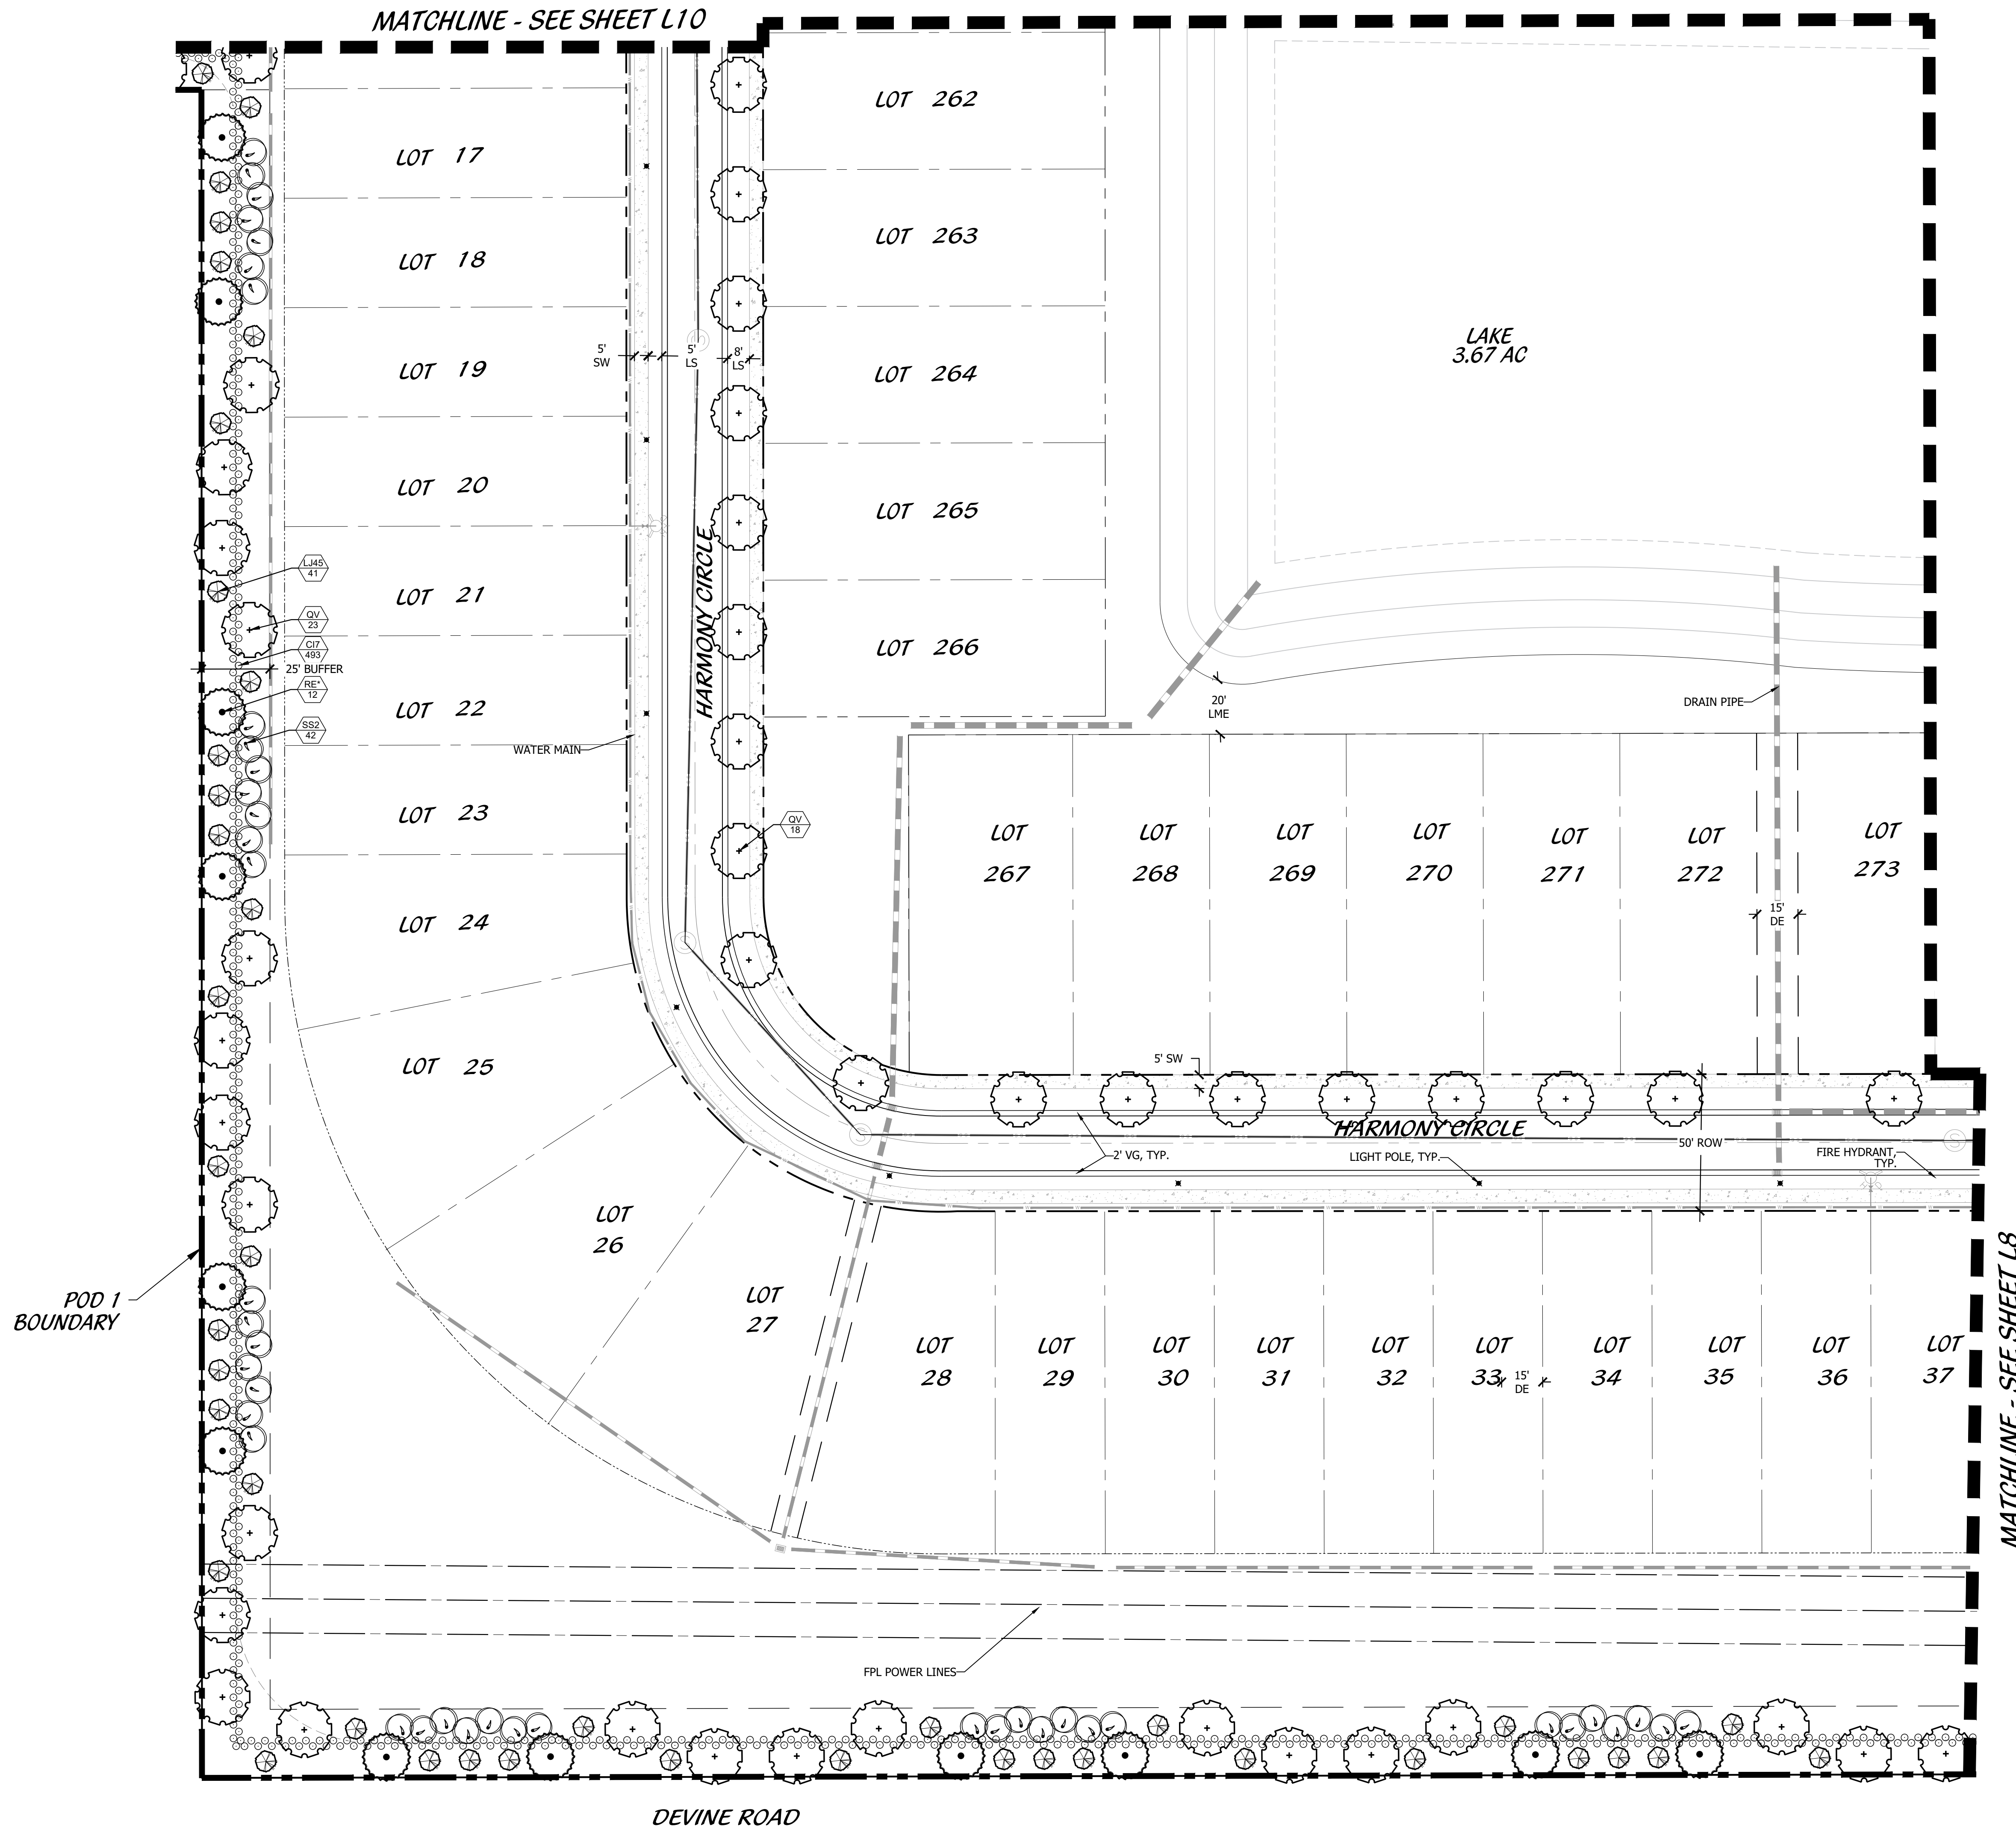 MATCHLINE - SEE SHEET L10
LOT 17
LOT 18
LOT 19
LOT 20
LOT 21
LOT 22
LOT 23
LOT 24
LOT 25
LOT
26
LOT
27
LOT 262
LOT 263
LOT 264
LOT 265
LOT 266
LAKE
3.67 AC
5'
SW
5'
LS
8'
LS
HARMONY CIRCLE
LJ45
41
QV
23
CI7
493
25' BUFFER
RE*
12
SS2
42
WATER MAIN
QV
18
20'
LME
DRAIN PIPE
LOT
267
LOT
268
LOT
269
LOT
270
LOT
271
LOT
272
LOT
273
15'
DE
5' SW
HARMONY CIRCLE
2' VG, TYP.
LIGHT POLE, TYP.
50' ROW
FIRE HYDRANT,
TYP.
POD 1
BOUNDARY
LOT
28
LOT
29
LOT
30
LOT
31
LOT
32
LOT
33
15'
DE
LOT
34
LOT
35
LOT
36
LOT
37
MATCHLINE - SEE SHEET L8
FPL POWER LINES
DEVINE ROAD